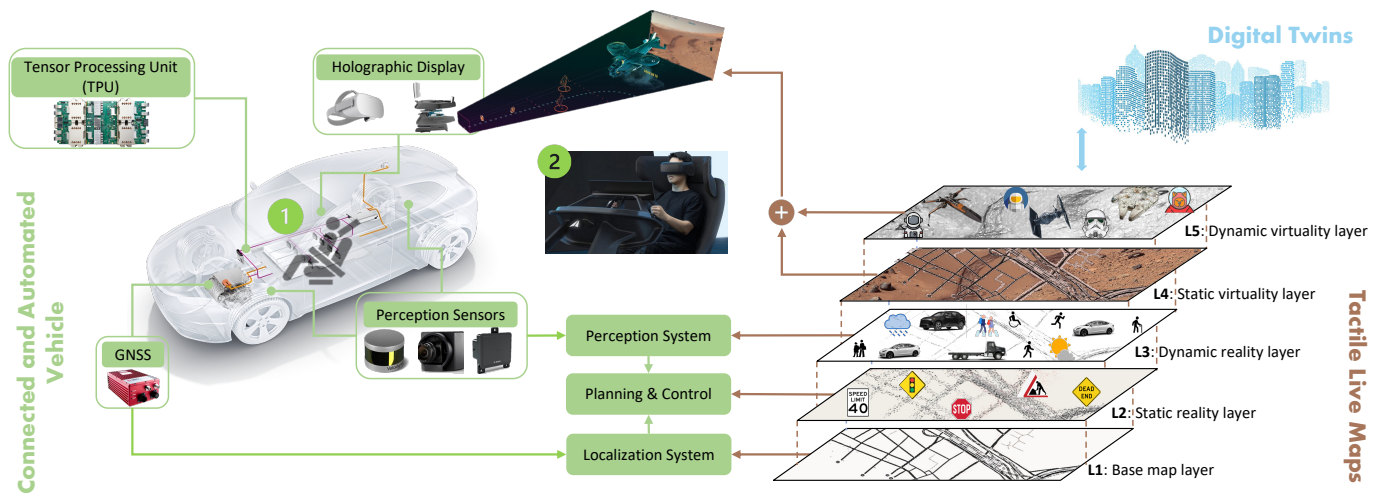 Tensor Processing Unit
(TPU)
Holographic Display
Digital Twins
2
1
Connected and Automated
Vehicle
GNSS
Perception Sensors
Perception System
Planning & Control
Localization System
+
L5: Dynamic virtuality layer
L4: Static virtuality layer
L3: Dynamic reality layer
SPEED
LIMIT
40
STOP
DEAD
END
L2: Static reality layer
L1: Base map layer
Tactile Live Maps